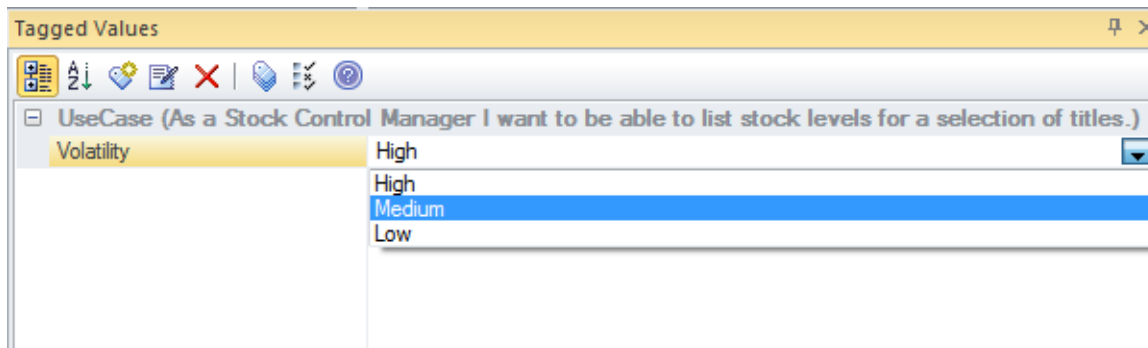 Tagged Values
UseCase (As a Stock Control Manager I want to be able to list stock levels for a selection of titles.)
Volatility High
High
Medium
Low